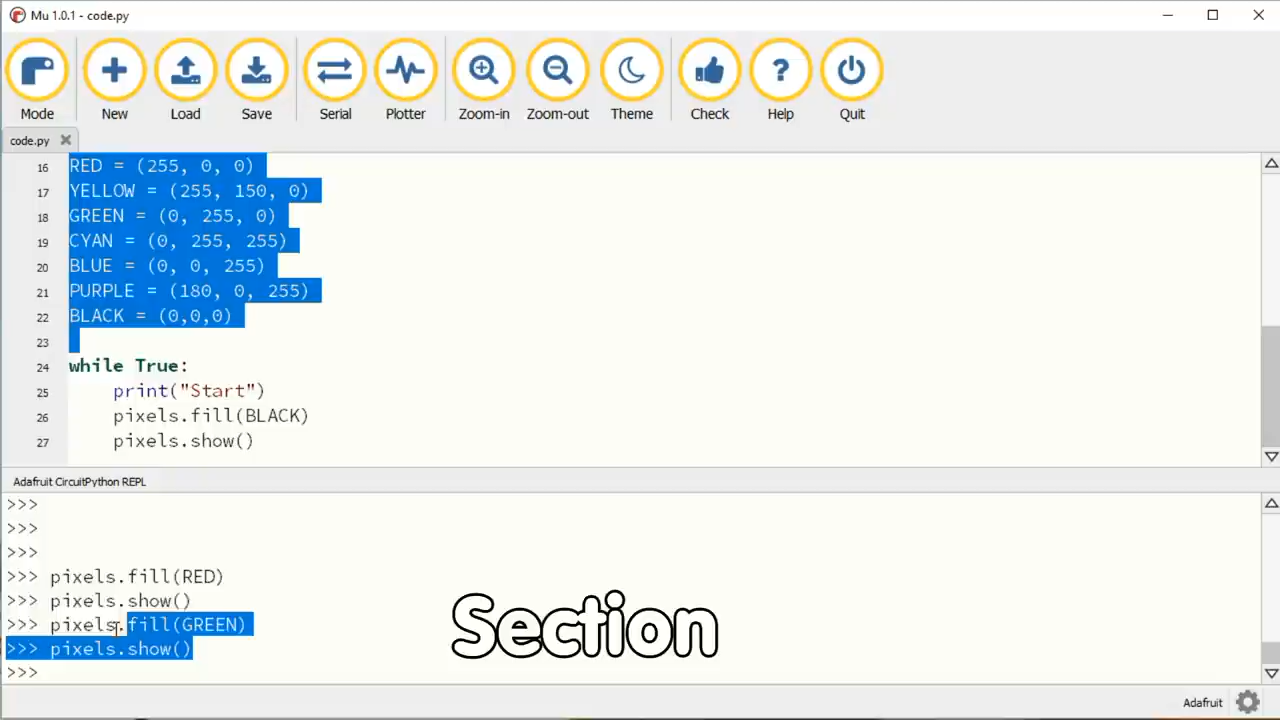 Mu 1.0.1 - code.py
Mode New Load Save Serial Plotter Zoom-in Zoom-out Theme Check Help Quit
code.py
16 RED = (255, 0, 0)
17 YELLOW = (255, 150, 0)
18 GREEN = (0, 255, 0)
19 CYAN = (0, 255, 255)
20 BLUE = (0, 0, 255)
21 PURPLE = (180, 0, 255)
22 BLACK = (0,0,0)
23
24 while True:
25 print("Start")
26 pixels.fill(BLACK)
27 pixels.show()
Adafruit CircuitPython REPL
>>>
>>>
>>>
>>> pixels.fill(RED)
>>> pixels.show()
>>> pixels.fill(GREEN)
>>> pixels.show()
>>>
Section
Adafruit